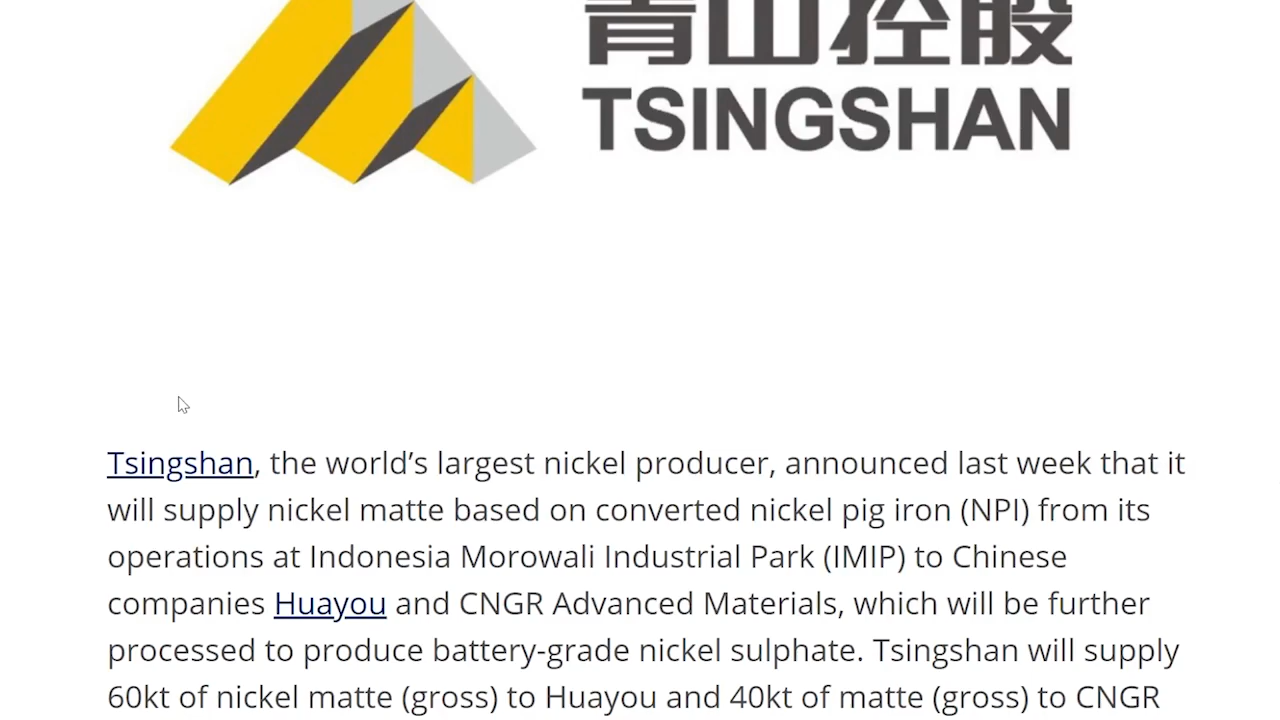 青山控股
TSINGSHAN
Tsingshan, the world’s largest nickel producer, announced last week that it
will supply nickel matte based on converted nickel pig iron (NPI) from its
operations at Indonesia Morowali Industrial Park (IMIP) to Chinese
companies Huayou and CNGR Advanced Materials, which will be further
processed to produce battery-grade nickel sulphate. Tsingshan will supply
60kt of nickel matte (gross) to Huayou and 40kt of matte (gross) to CNGR